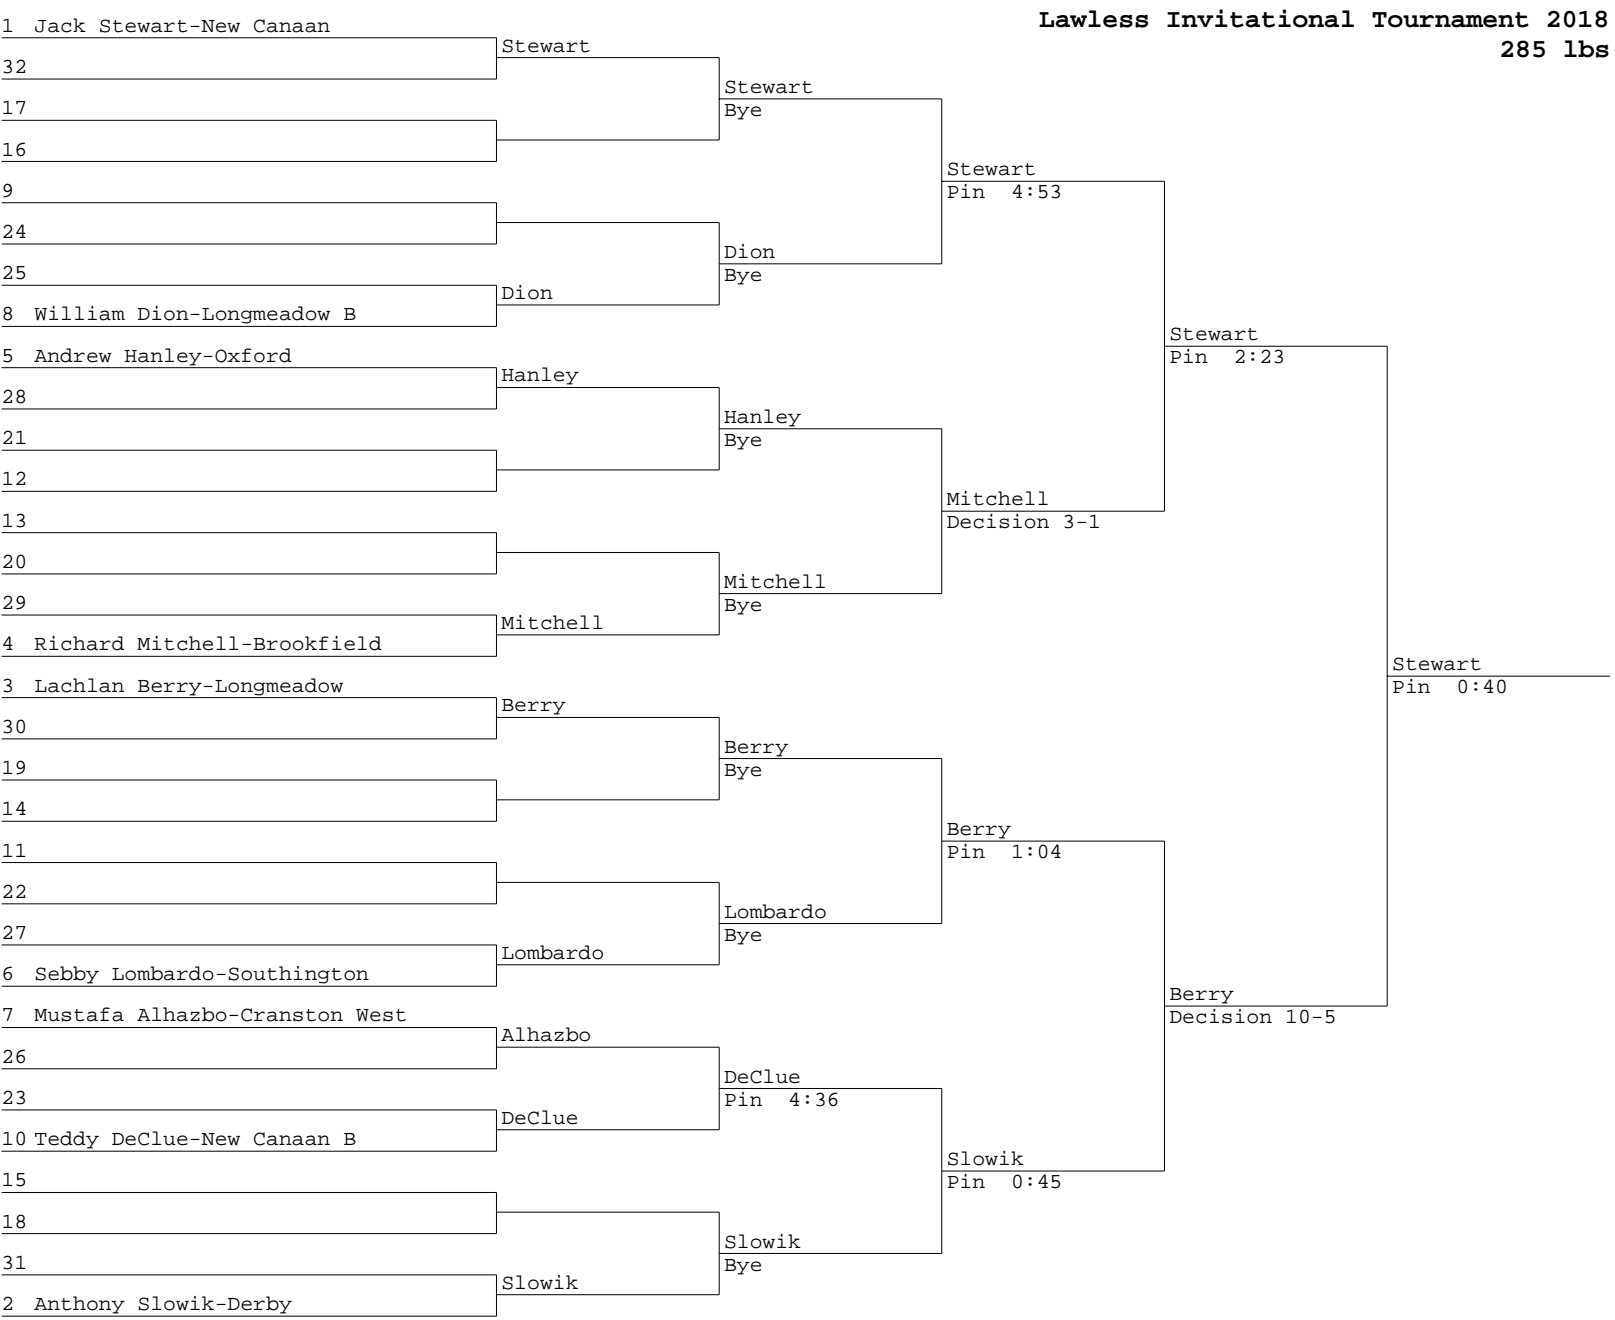 Lawless Invitational Tournament 2018
285 lbs
1 Jack Stewart-New Canaan
32
17
16
9
24
25
8 William Dion-Longmeadow B
5 Andrew Hanley-Oxford
28
21
12
13
20
29
4 Richard Mitchell-Brookfield
3 Lachlan Berry-Longmeadow
30
19
14
11
22
27
6 Sebby Lombardo-Southington
7 Mustafa Alhazbo-Cranston West
26
23
10 Teddy DeClue-New Canaan B
15
18
31
2 Anthony Slowik-Derby
Stewart
Dion
Hanley
Mitchell
Berry
Lombardo
Alhazbo
DeClue
Slowik
Stewart
Bye
Dion
Bye
Hanley
Bye
Mitchell
Bye
Berry
Bye
Lombardo
Bye
DeClue
Pin 4:36
Slowik
Bye
Stewart
Pin 4:53
Mitchell
Decision 3-1
Berry
Pin 1:04
Slowik
Pin 0:45
Stewart
Pin 2:23
Berry
Decision 10-5
Stewart
Pin 0:40